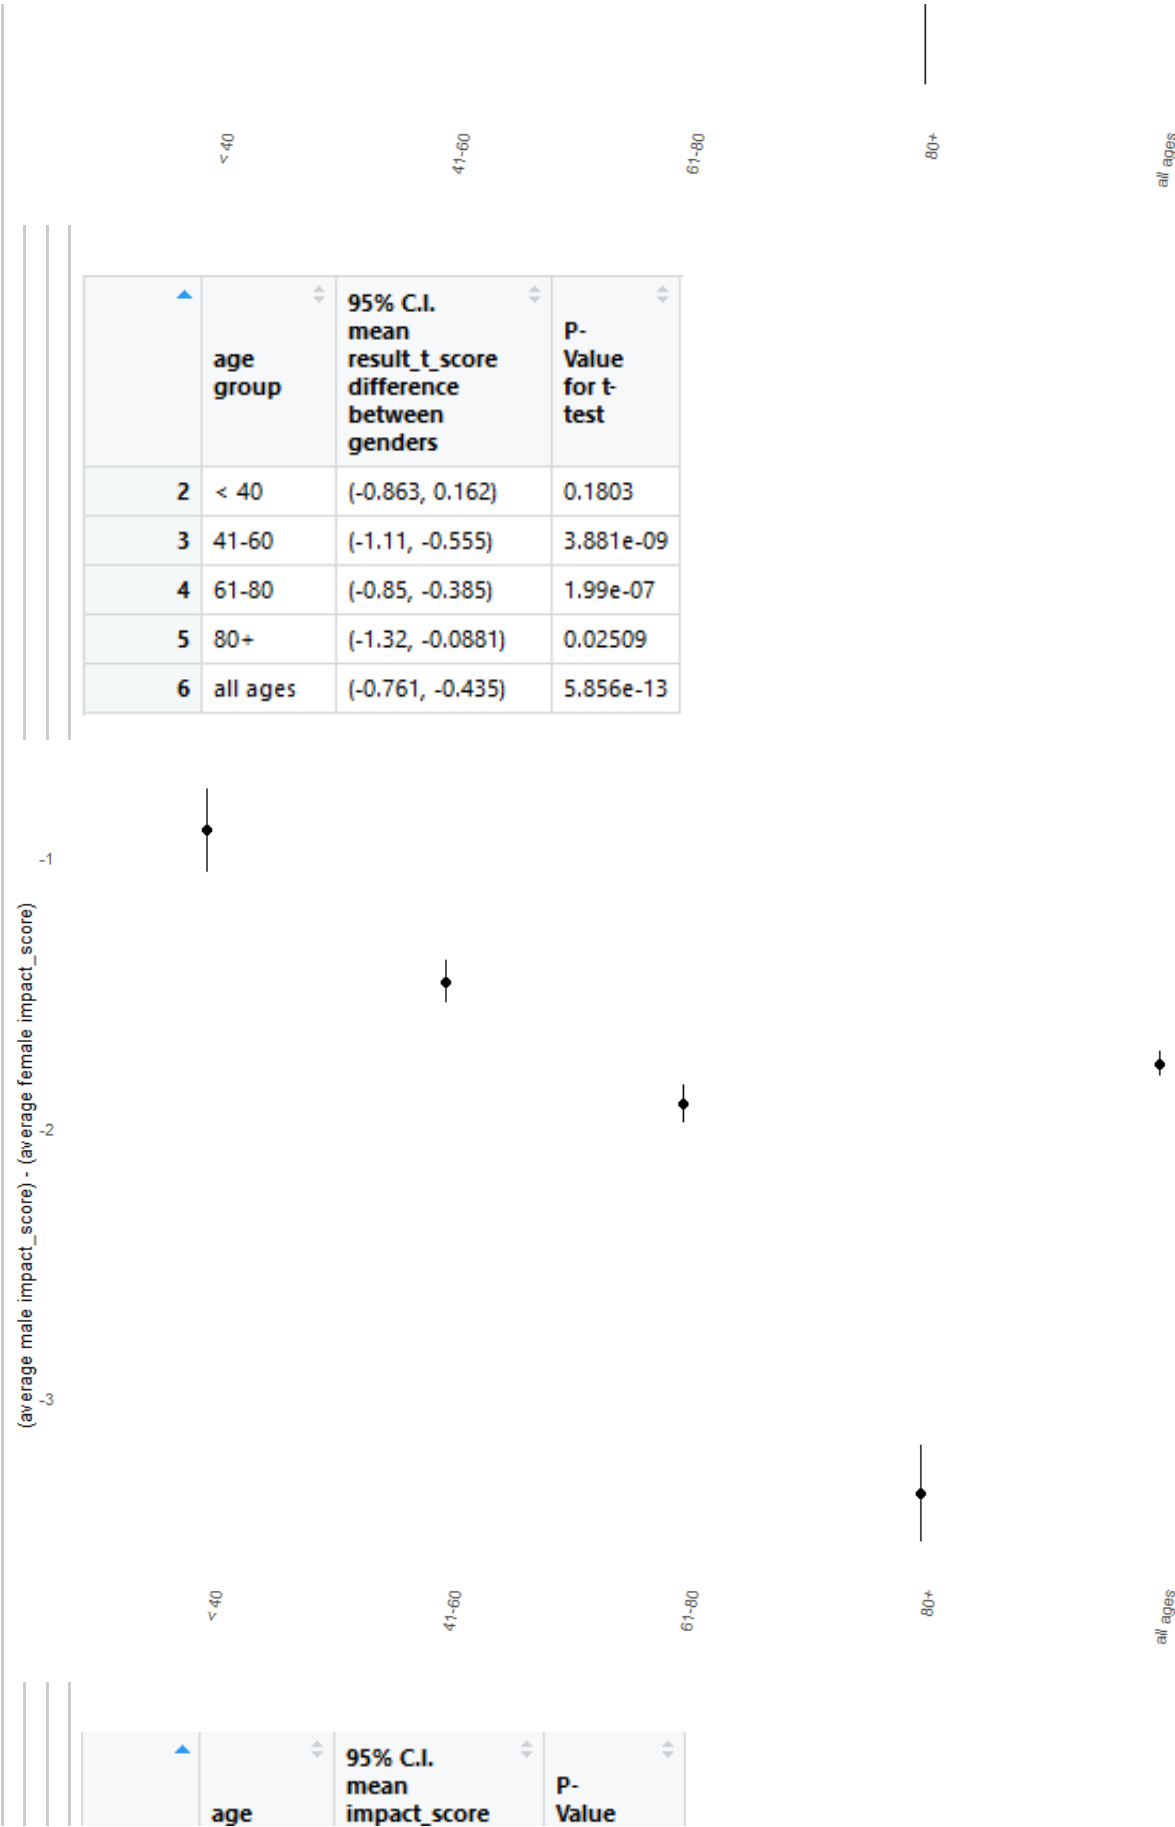 < 40
41-60
61-80
80+
all ages
age
group
95% C.I.
mean
result_t_score
difference
between
genders
P-
Value
for t-
test
2 < 40 (-0.863, 0.162) 0.1803
3 41-60 (-1.11, -0.555) 3.881e-09
4 61-80 (-0.85, -0.385) 1.99e-07
5 80+ (-1.32, -0.0881) 0.02509
6 all ages (-0.761, -0.435) 5.856e-13
(average male impact_score) - (average female impact_score)
-1
-2
-3
< 40
41-60
61-80
80+
all ages
age
95% C.I.
mean
impact_score
P-
Value